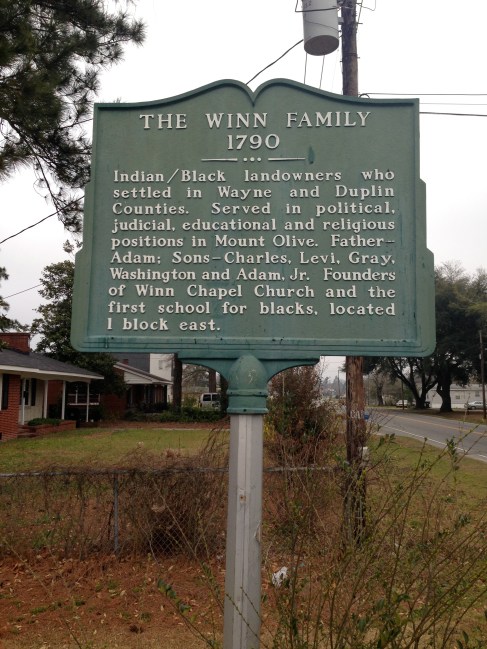 THE WINN FAMILY
1790
Indian/Black landowners who
settled in Wayne and Duplin
Counties. Served in political,
judicial, educational and religious
positions in Mount Olive. Father-
Adam; Sons-Charles, Levi, Gray,
Washington and Adam, Jr. Founders
of Winn Chapel Church and the
first school for blacks, located
1 block east.